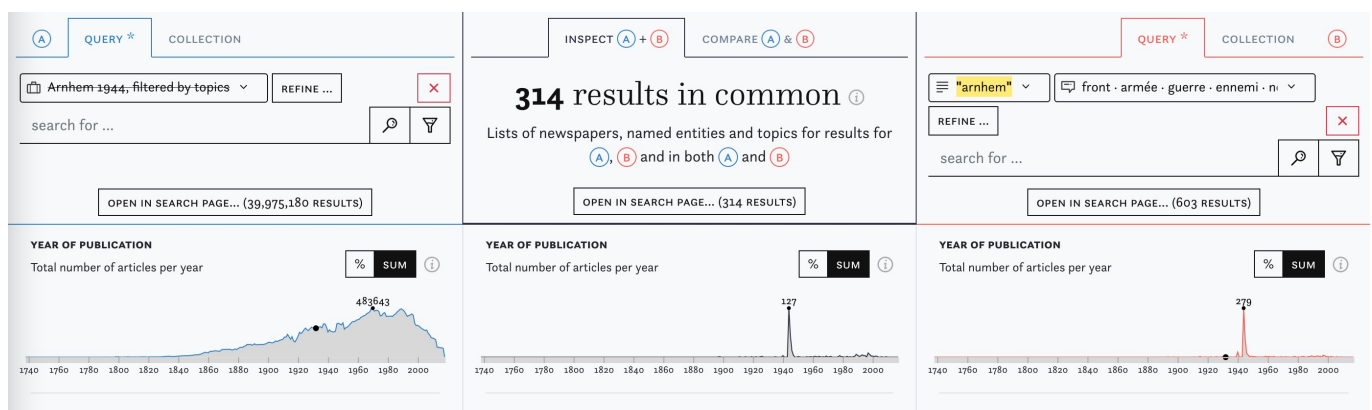 A QUERY * COLLECTION
Arnhem 1944, filtered by topics REFINE ...
search for ...
OPEN IN SEARCH PAGE... (39,975,180 RESULTS)
YEAR OF PUBLICATION
Total number of articles per year
% SUM
483643
1740 1760 1780 1800 1820 1840 1860 1880 1900 1920 1940 1960 1980 2000
INSPECT A + B COMPARE A & B
314 results in common
Lists of newspapers, named entities and topics for results for
A, B and in both A and B
OPEN IN SEARCH PAGE... (314 RESULTS)
YEAR OF PUBLICATION
Total number of articles per year
% SUM
127
1740 1760 1780 1800 1820 1840 1860 1880 1900 1920 1940 1960 1980 2000
QUERY * COLLECTION B
"arnhem" front · armée · guerre · ennemi ·
REFINE ...
search for ...
OPEN IN SEARCH PAGE... (603 RESULTS)
YEAR OF PUBLICATION
Total number of articles per year
% SUM
279
1740 1760 1780 1800 1820 1840 1860 1880 1900 1920 1940 1960 1980 2000